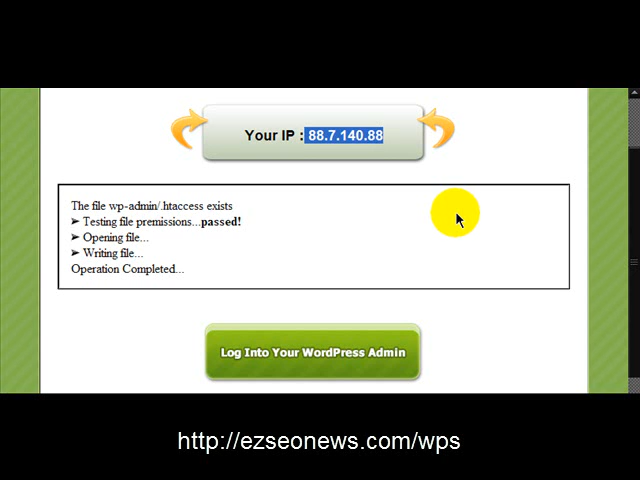 Your IP : 88.7.140.88
The file wp-admin/.htaccess exists
➢ Testing file premissions...passed!
➢ Opening file...
➢ Writing file...
Operation Completed...
Log Into Your WordPress Admin
http://ezseonews.com/wps